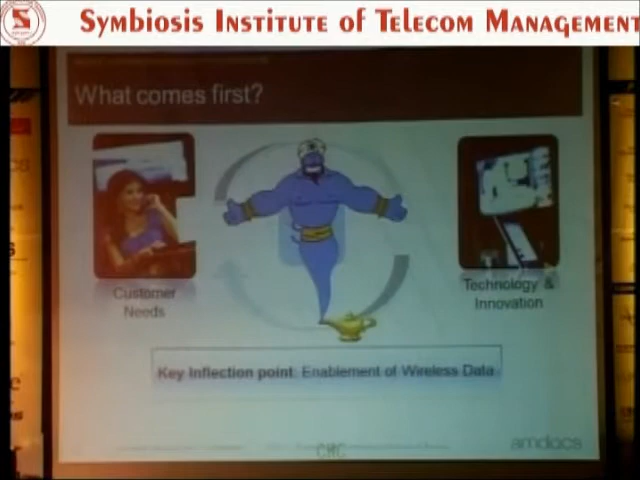 Symbiosis Institute of Telecom Management
What comes first?
Customer
Needs
Technology &
Innovation
Key Inflection point: Enablement of Wireless Data
amdocs
CHC